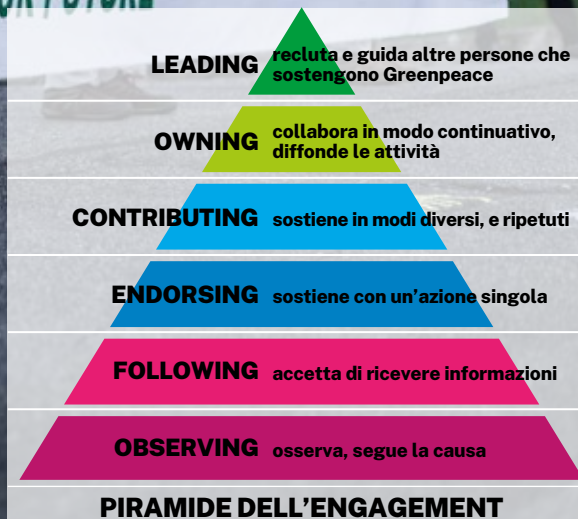 FUTURE
LEADING recluta e guida altre persone che
sostengono Greenpeace
OWNING collabora in modo continuativo,
diffonde le attività
CONTRIBUTING sostiene in modi diversi, e ripetuti
ENDORSING sostiene con un'azione singola
FOLLOWING accetta di ricevere informazioni
OBSERVING osserva, segue la causa
PIRAMIDE DELL'ENGAGEMENT